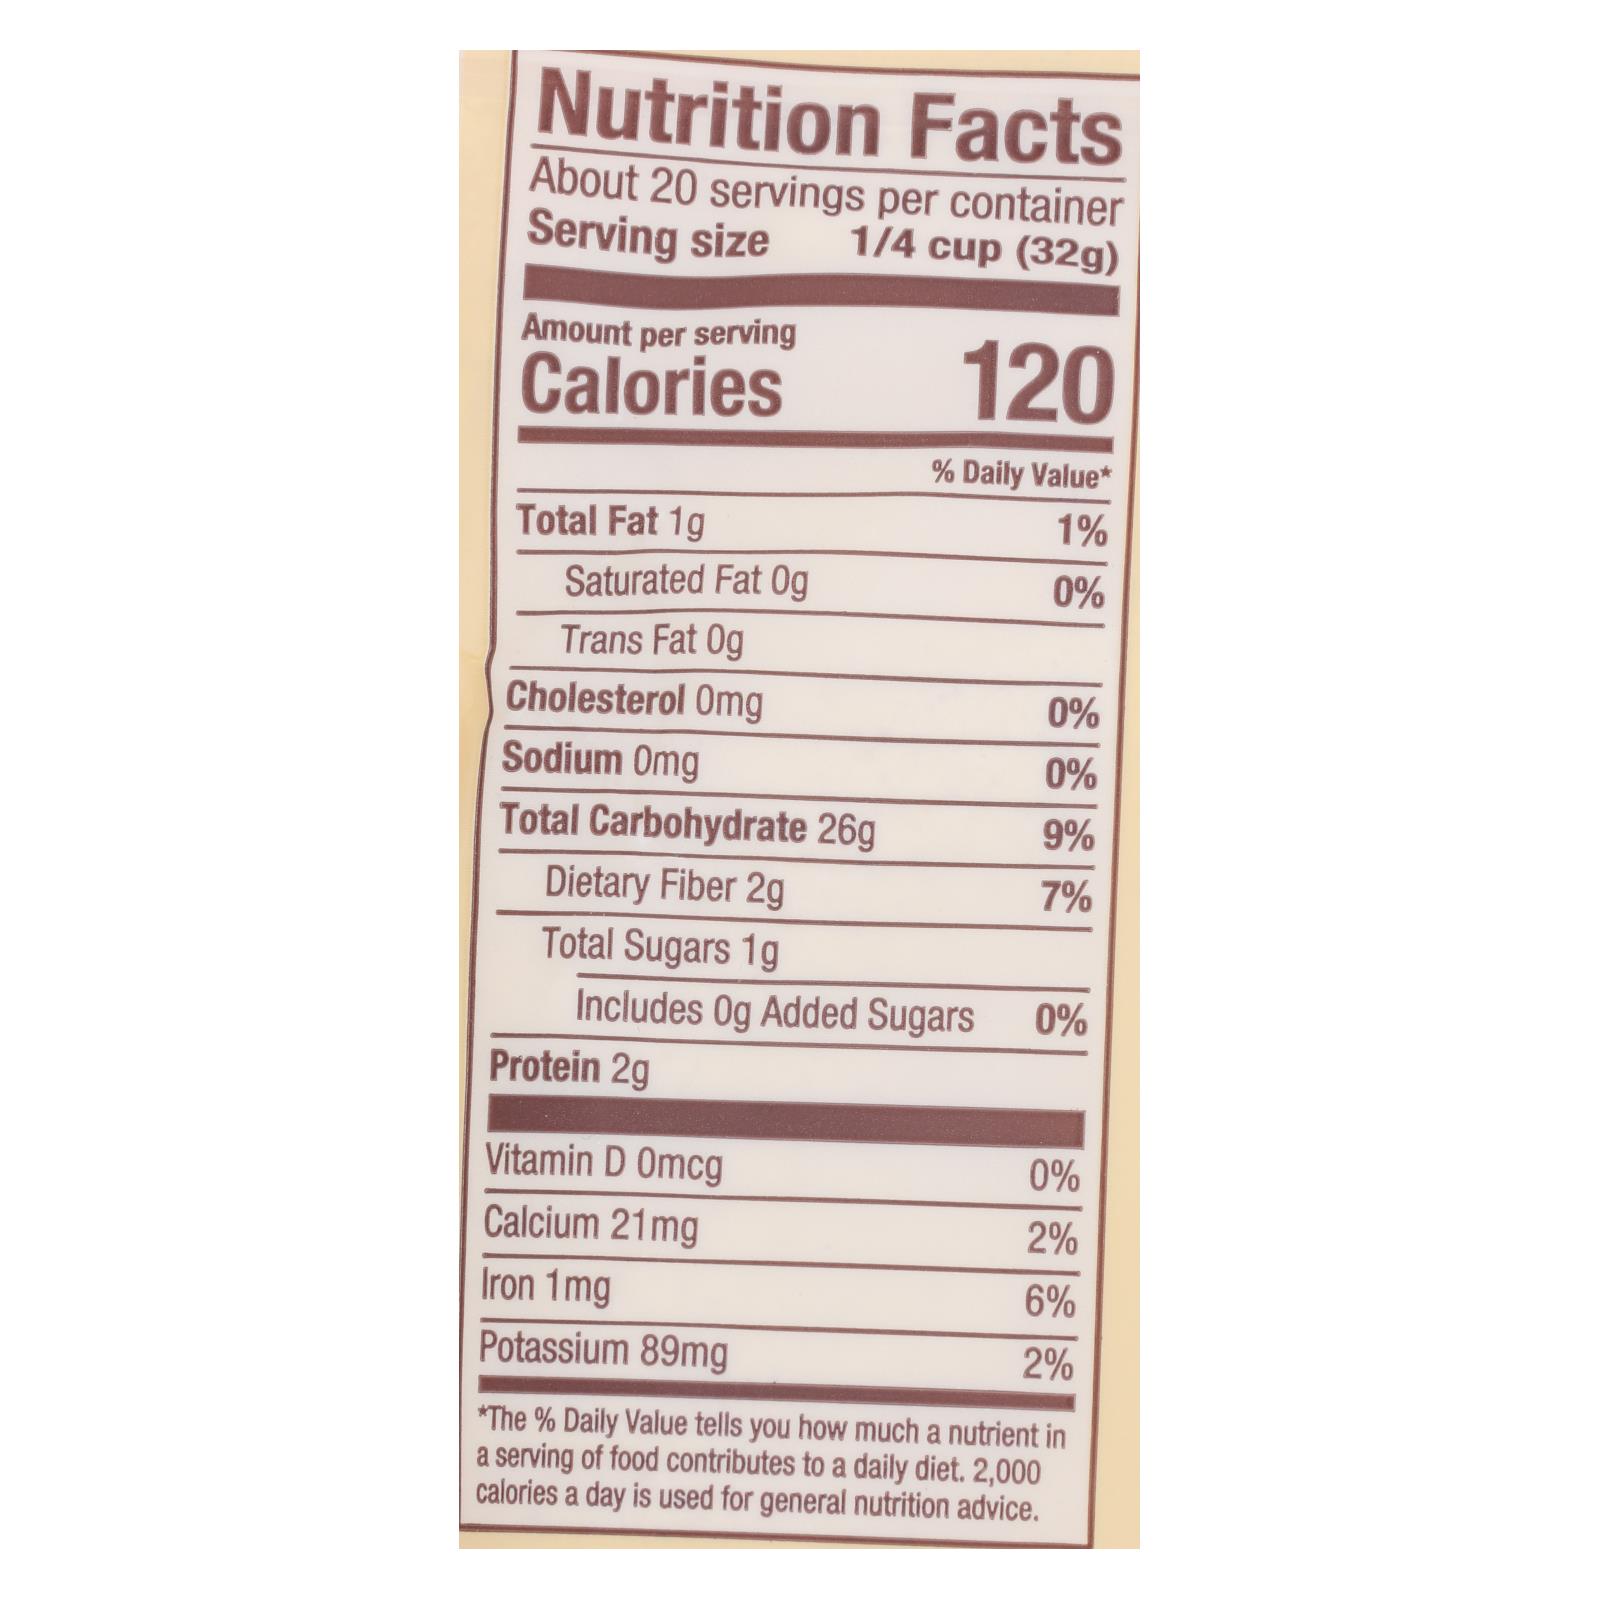 Nutrition Facts
About 20 servings per container
Serving size 1/4 cup (32g)
Amount per serving
Calories 120
% Daily Value*
Total Fat 1g 1%
Saturated Fat 0g 0%
Trans Fat 0g
Cholesterol 0mg 0%
Sodium 0mg 0%
Total Carbohydrate 26g 9%
Dietary Fiber 2g 7%
Total Sugars 1g
Includes 0g Added Sugars 0%
Protein 2g
Vitamin D 0mcg 0%
Calcium 21mg 2%
Iron 1mg 6%
Potassium 89mg 2%
*The % Daily Value tells you how much a nutrient in
a serving of food contributes to a daily diet. 2,000
calories a day is used for general nutrition advice.